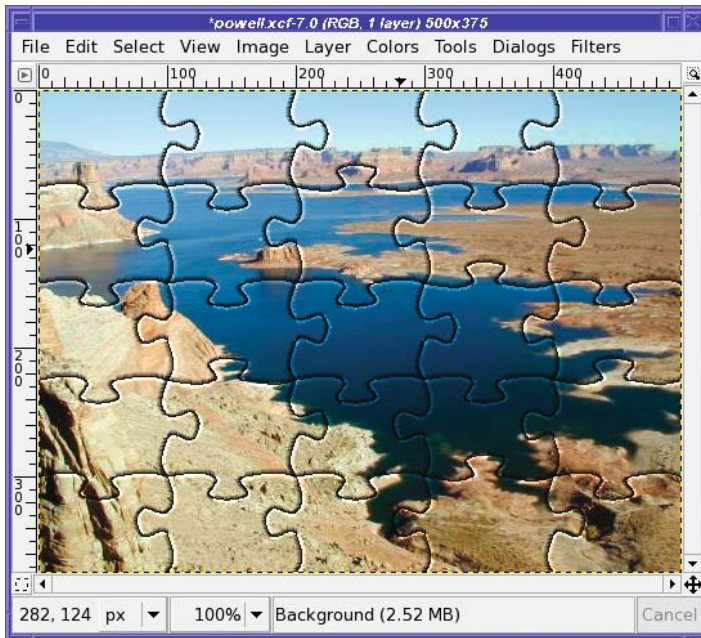 *powell.xcf-7.0 (RGB, 1 layer) 500x375
File Edit Select View Image Layer Colors Tools Dialogs Filters
0 100 200 300 400
0
100
200
300
282, 124 px 100% Background (2.52 MB) Cancel